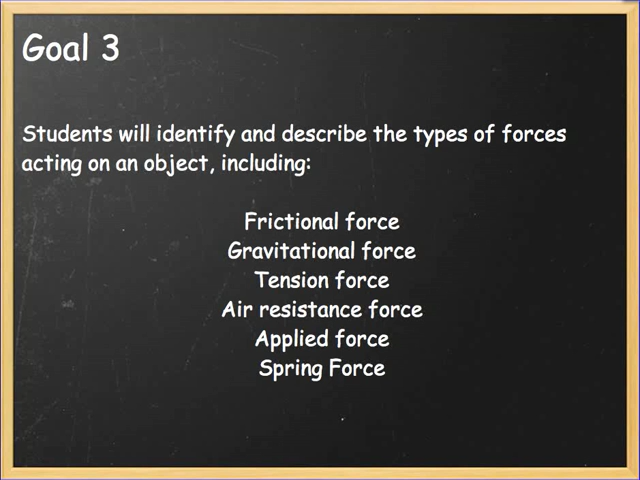 Goal 3
Students will identify and describe the types of forces
acting on an object, including:
Frictional force
Gravitational force
Tension force
Air resistance force
Applied force
Spring Force